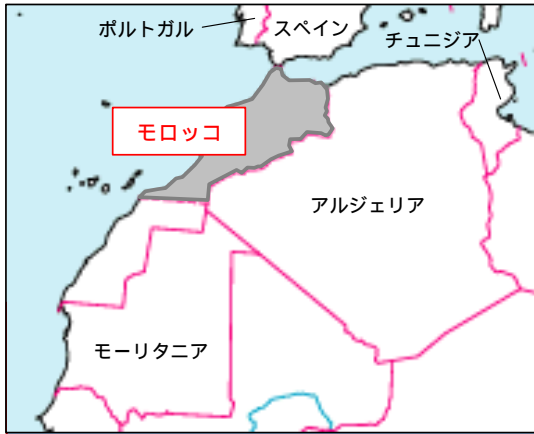 ポルトガル
スペイン
チュニジア
モロッコ
アルジェリア
モーリタニア